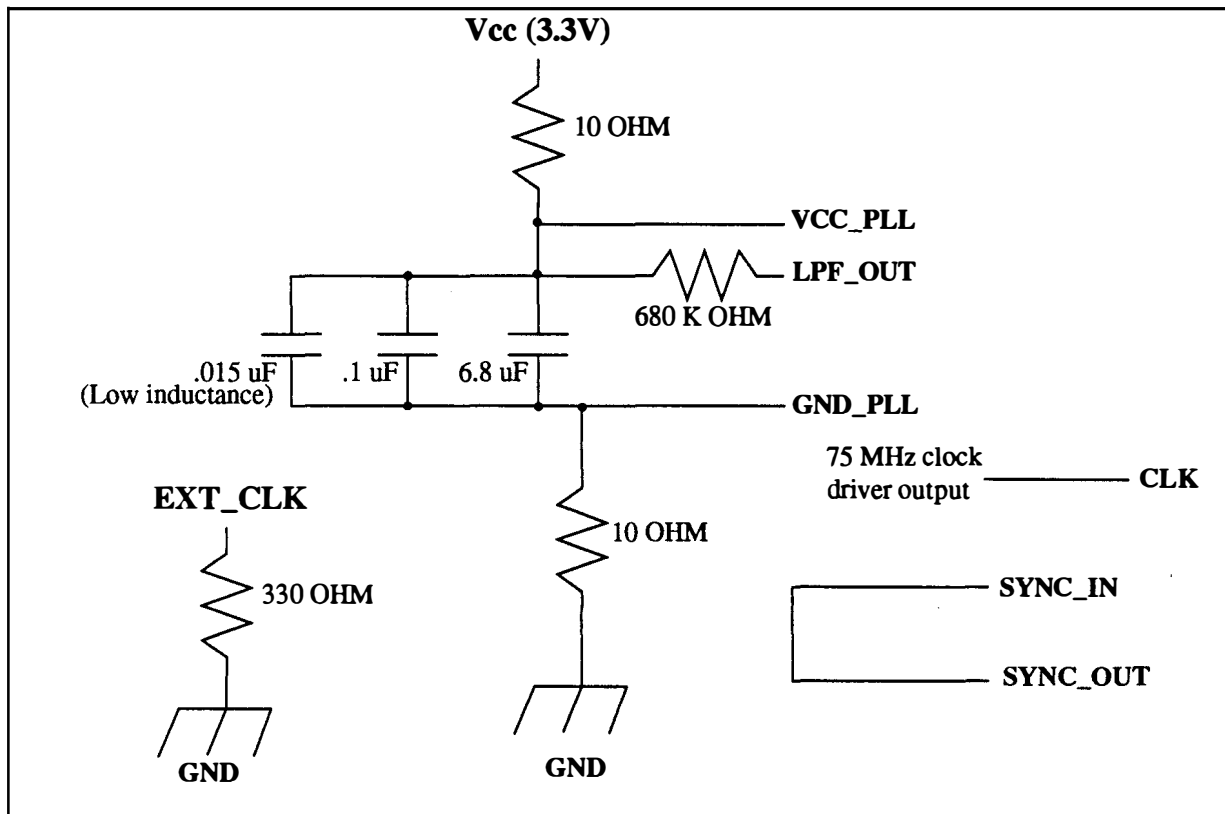 Vcc (3.3V)
10 OHM
VCC_PLL
LPF_OUT
680 K OHM
.015 uF
(Low inductance)
.1 uF
6.8 uF
GND_PLL
75 MHz clock
driver output
CLK
EXT_CLK
10 OHM
330 OHM
SYNC_IN
SYNC_OUT
GND
GND